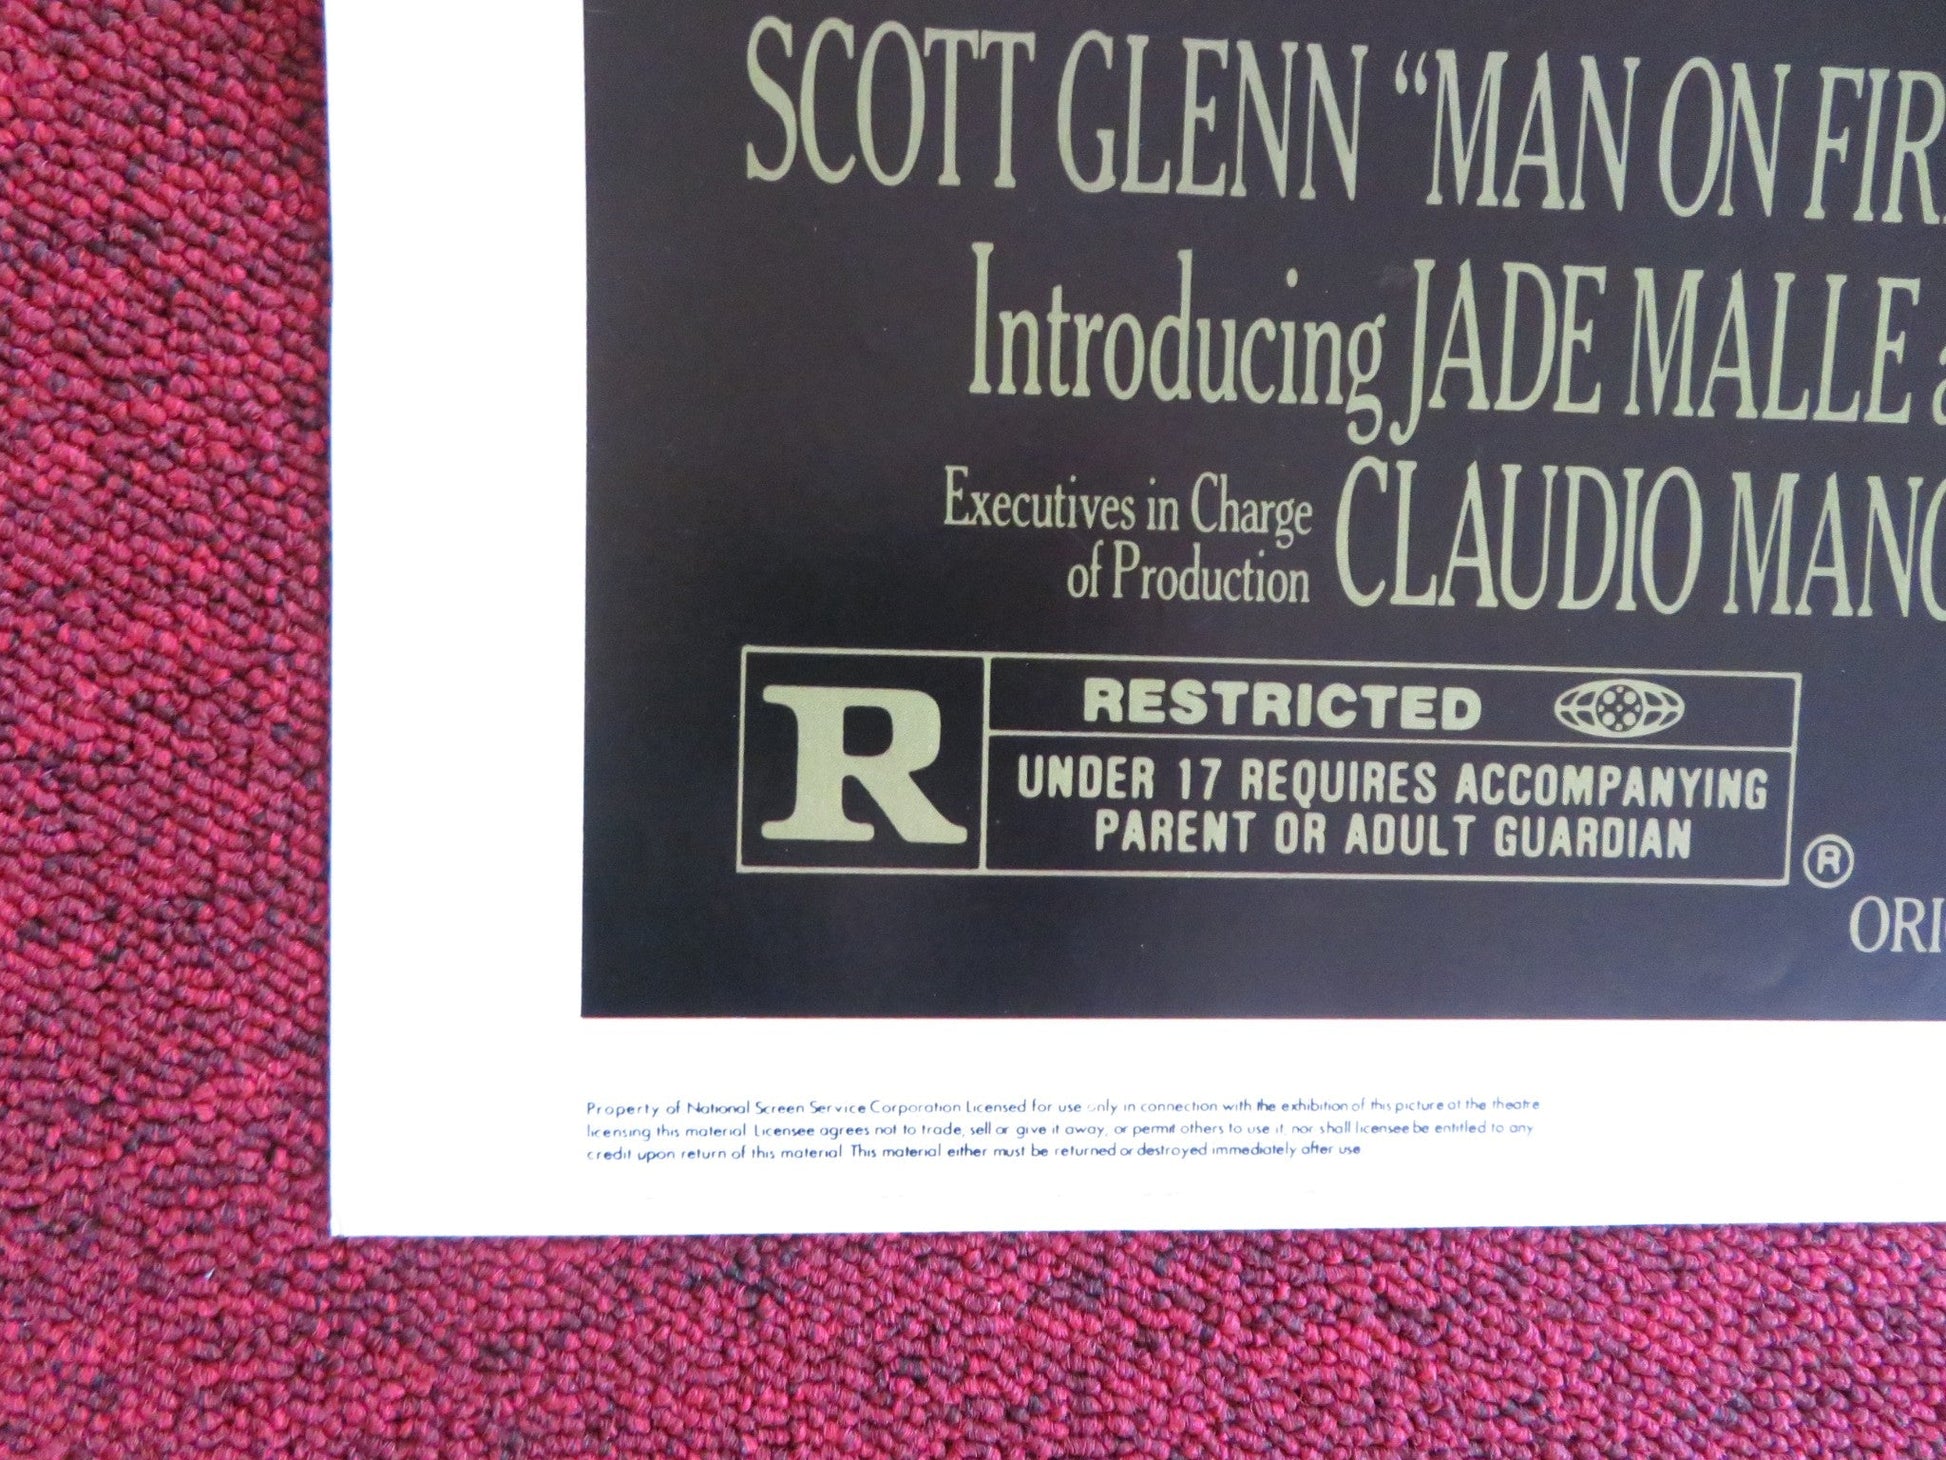 SCOTT GLENN “MAN ON FIR
Introducing JADE MALLE
Executives in Charge
of Production CLAUDIO MANG
R
RESTRICTED
UNDER 17 REQUIRES ACCOMPANYING
PARENT OR ADULT GUARDIAN
®
ORIG
Property of National Screen Service Corporation Licensed for use only in connection with the exhibition of this picture at the theatre
licensing this material Licensee agrees not to trade, sell or give it away, or permit others to use it nor shall licensee be entitled to any
credit upon return of this material This material either must be returned or destroyed immediately after use